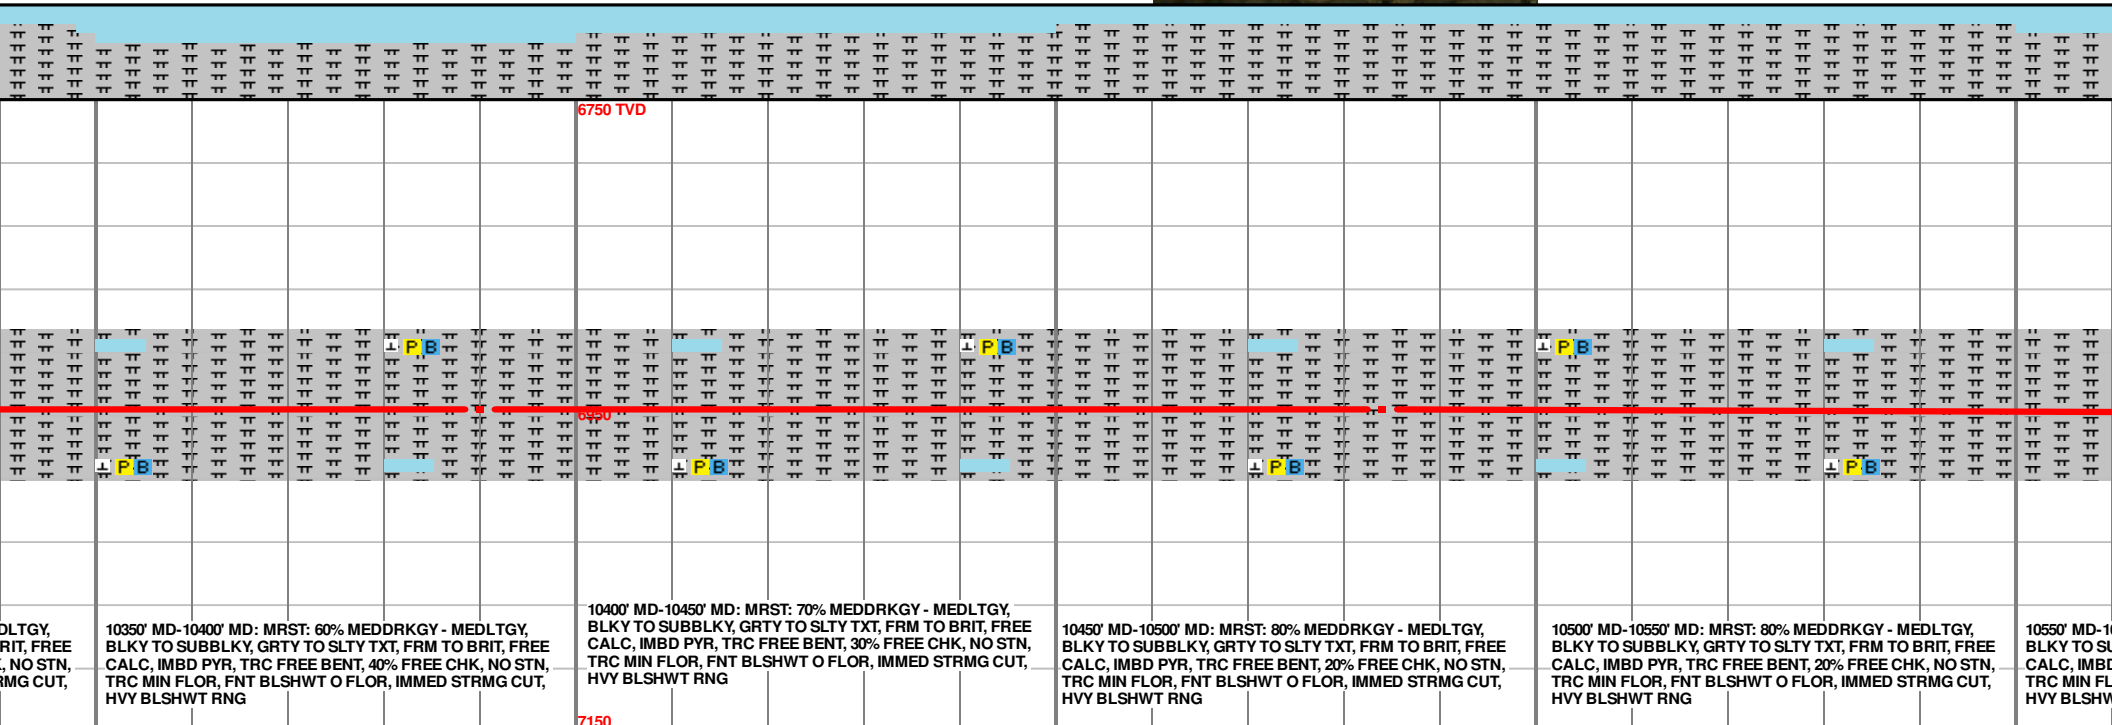 6750 TVD
P B
P B
P B
P B
6950
P B
P B
P B
DLTGY,
RIT, FREE
, NO STN,
RMG CUT,
10350' MD-10400' MD: MRST: 60% MEDDRKGY - MEDLTGY,
BLKY TO SUBBLKY, GRTY TO SLTY TXT, FRM TO BRIT, FREE
CALC, IMBD PYR, TRC FREE BENT, 40% FREE CHK, NO STN,
TRC MIN FLOR, FNT BLSHWT O FLOR, IMMED STRMG CUT,
HVY BLSHWT RNG
10400' MD-10450' MD: MRST: 70% MEDDRKGY - MEDLTGY,
BLKY TO SUBBLKY, GRTY TO SLTY TXT, FRM TO BRIT, FREE
CALC, IMBD PYR, TRC FREE BENT, 30% FREE CHK, NO STN,
TRC MIN FLOR, FNT BLSHWT O FLOR, IMMED STRMG CUT,
HVY BLSHWT RNG
10450' MD-10500' MD: MRST: 80% MEDDRKGY - MEDLTGY,
BLKY TO SUBBLKY, GRTY TO SLTY TXT, FRM TO BRIT, FREE
CALC, IMBD PYR, TRC FREE BENT, 20% FREE CHK, NO STN,
TRC MIN FLOR, FNT BLSHWT O FLOR, IMMED STRMG CUT,
HVY BLSHWT RNG
10500' MD-10550' MD: MRST: 80% MEDDRKGY - MEDLTGY,
BLKY TO SUBBLKY, GRTY TO SLTY TXT, FRM TO BRIT, FREE
CALC, IMBD PYR, TRC FREE BENT, 20% FREE CHK, NO STN,
TRC MIN FLOR, FNT BLSHWT O FLOR, IMMED STRMG CUT,
HVY BLSHWT RNG
10550' MD-10
BLKY TO SU
CALC, IMBD
TRC MIN FL
HVY BLSHW
7150